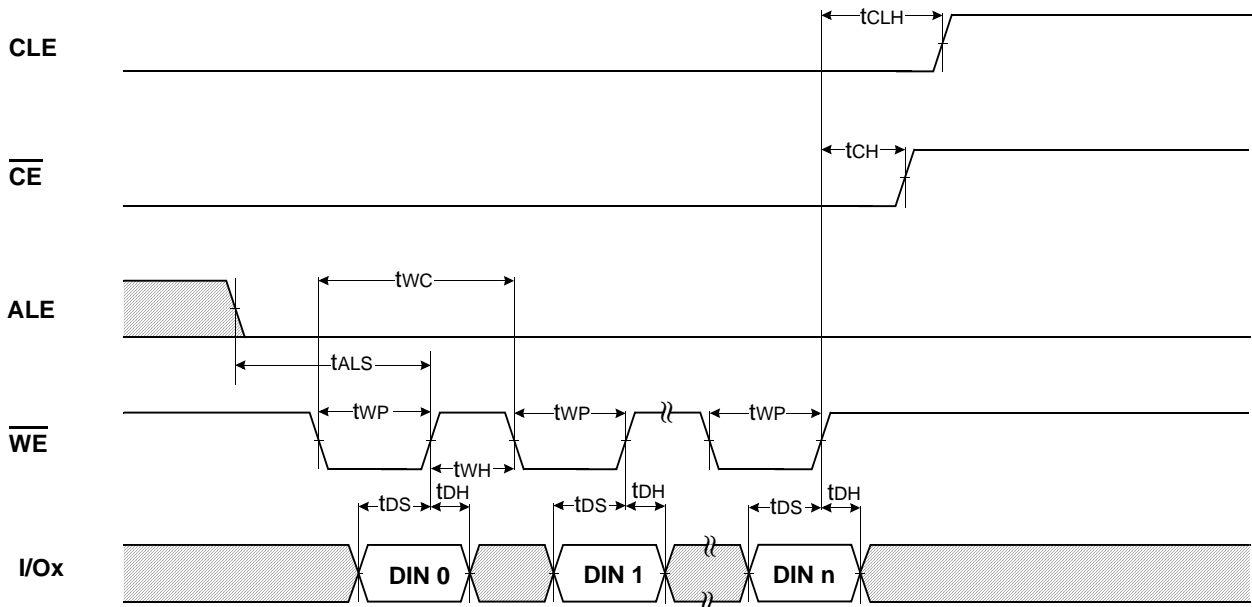 CLE
tCLH
CE
tCH
ALE
tWC
tALS
WE
tWP
tWP
tWP
tWH
tDS
tDH
tDS
tDH
tDS
tDH
I/Ox
DIN 0
DIN 1
DIN n